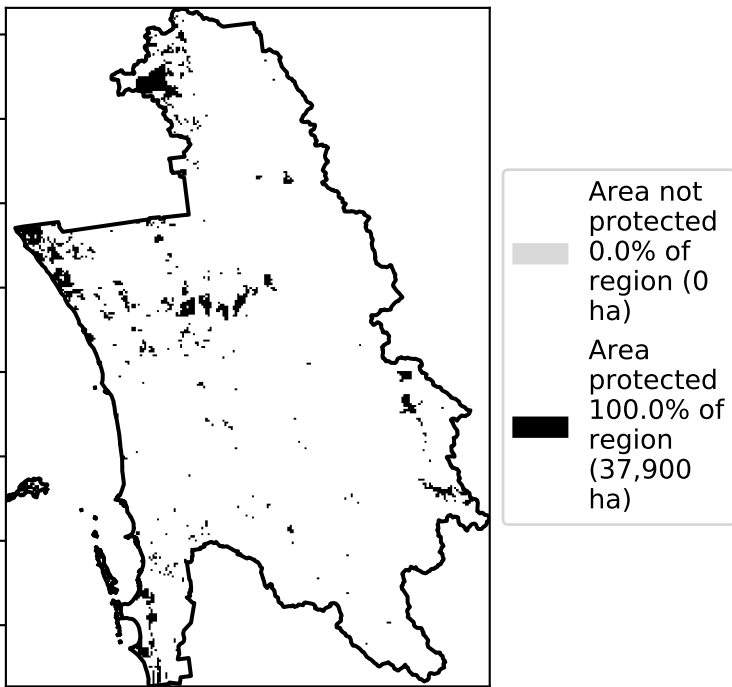 Area not
protected
0.0% of
region (0
ha)
Area
protected
100.0% of
region
(37,900
ha)